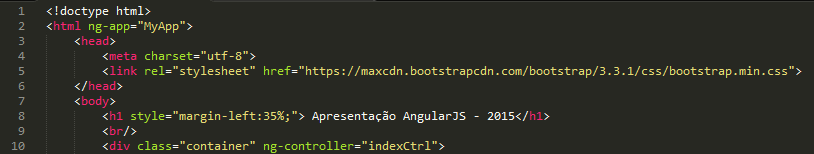 1 <!doctype html>
2 <html ng-app="MyApp">
3 <head>
4 <meta charset="utf-8">
5 <link rel="stylesheet" href="https://maxcdn.bootstrapcdn.com/bootstrap/3.3.1/css/bootstrap.min.css">
6 </head>
7 <body>
8 <h1 style="margin-left:35%;"> Apresentação AngularJS - 2015</h1>
9 <br/>
10 <div class="container" ng-controller="indexCtrl">